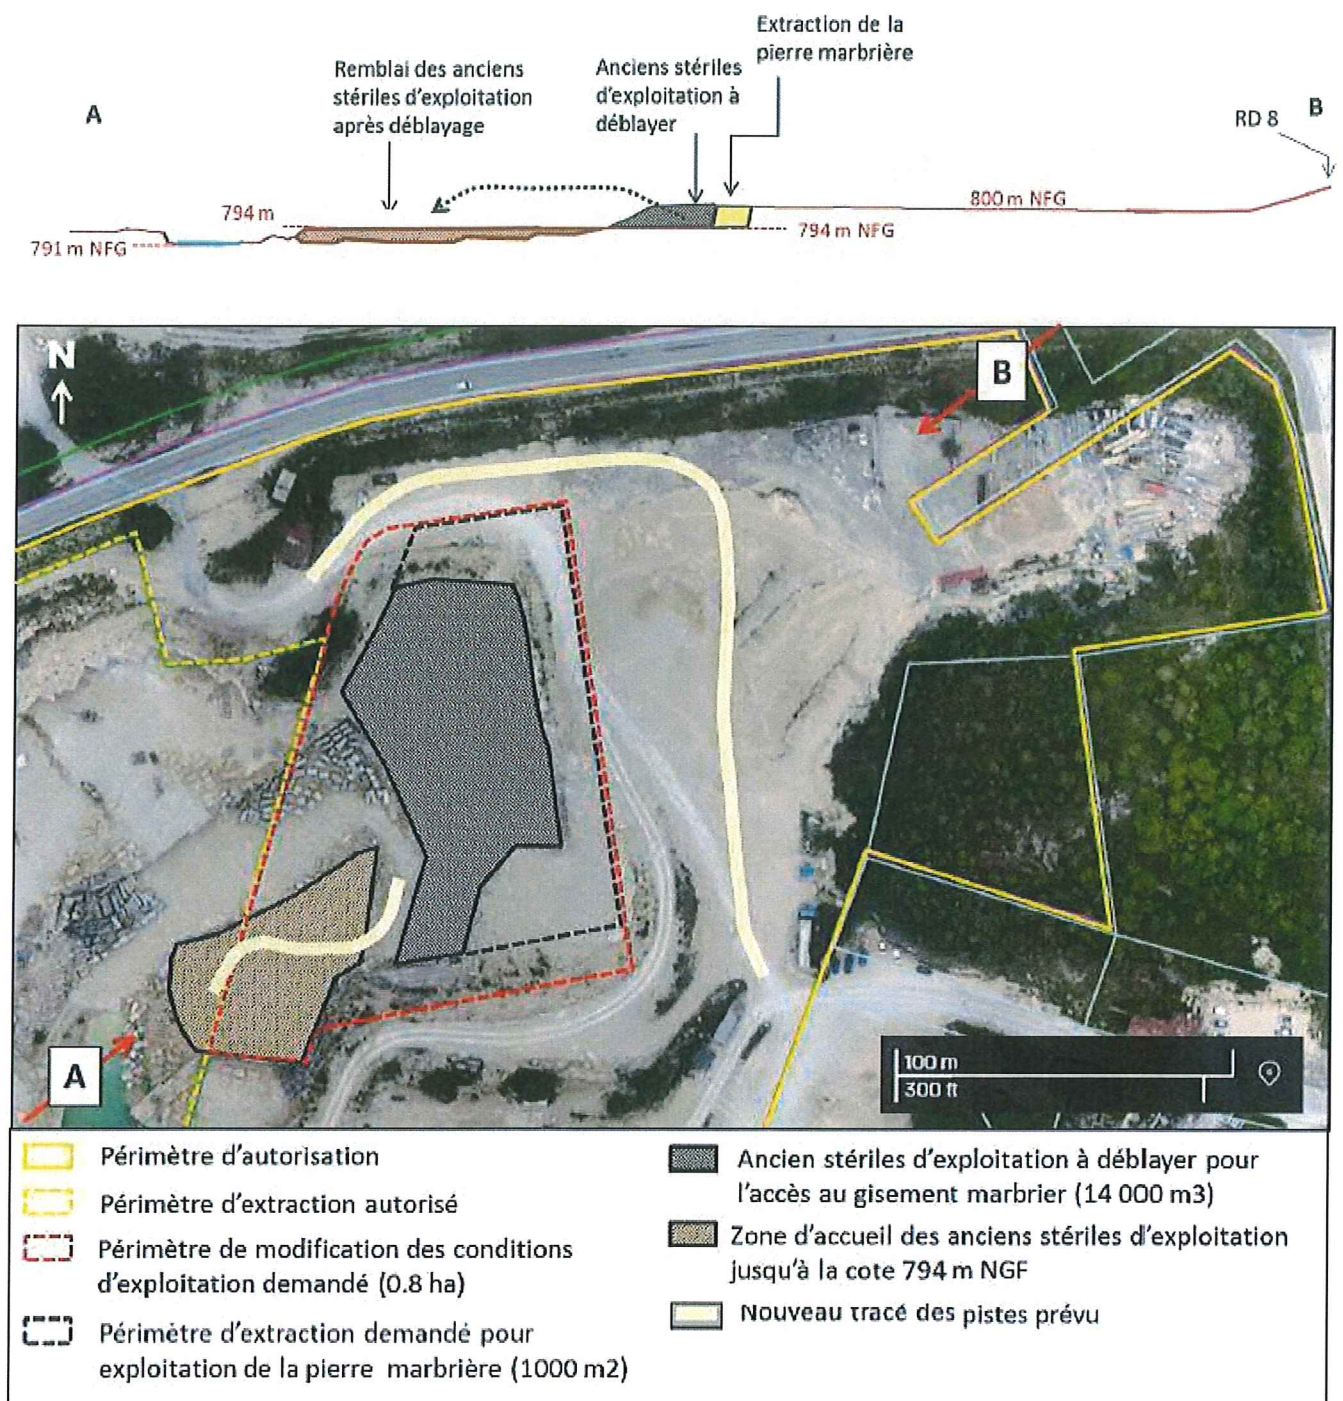 Extraction de la
pierre marbrière
Remblai des anciens
stériles d'exploitation
après déblayage
Anciens stériles
d'exploitation à
déblayer
A
B
RD 8
794 m
800 m NFG
791 m NFG
794 m NFG
N
B
A
100 m
300 ft
Périmètre d'autorisation
Périmètre d'extraction autorisé
Périmètre de modification des conditions
d'exploitation demandé (0.8 ha)
Périmètre d'extraction demandé pour
exploitation de la pierre marbrière (1000 m2)
Ancien stériles d'exploitation à déblayer pour
l'accès au gisement marbrier (14 000 m3)
Zone d'accueil des anciens stériles d'exploitation
jusqu'à la cote 794 m NGF
Nouveau tracé des pistes prévu